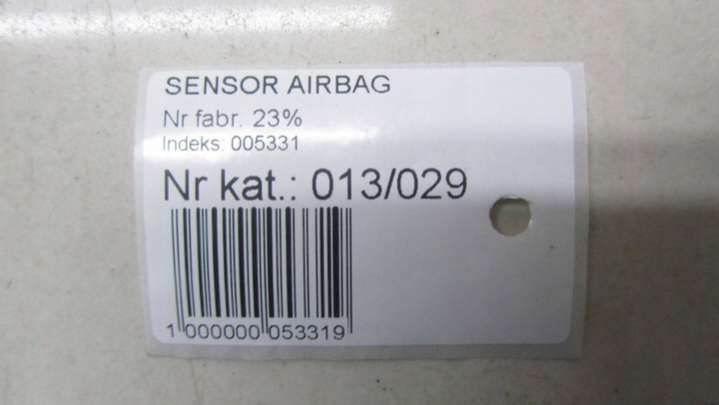 SENSOR AIRBAG
Nr fabr. 23%
Indeks: 005331
Nr kat.: 013/029
1 000000 053319